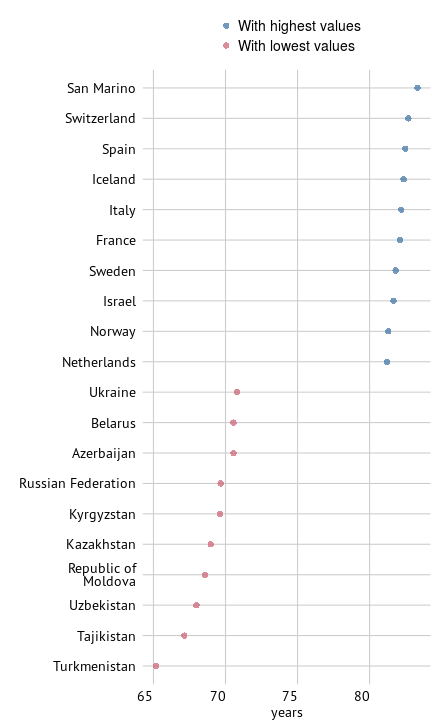 With highest values
With lowest values
San Marino
Switzerland
Spain
Iceland
Italy
France
Sweden
Israel
Norway
Netherlands
Ukraine
Belarus
Azerbaijan
Russian Federation
Kyrgyzstan
Kazakhstan
Republic of
Moldova
Uzbekistan
Tajikistan
Turkmenistan
65 70 75 80
years